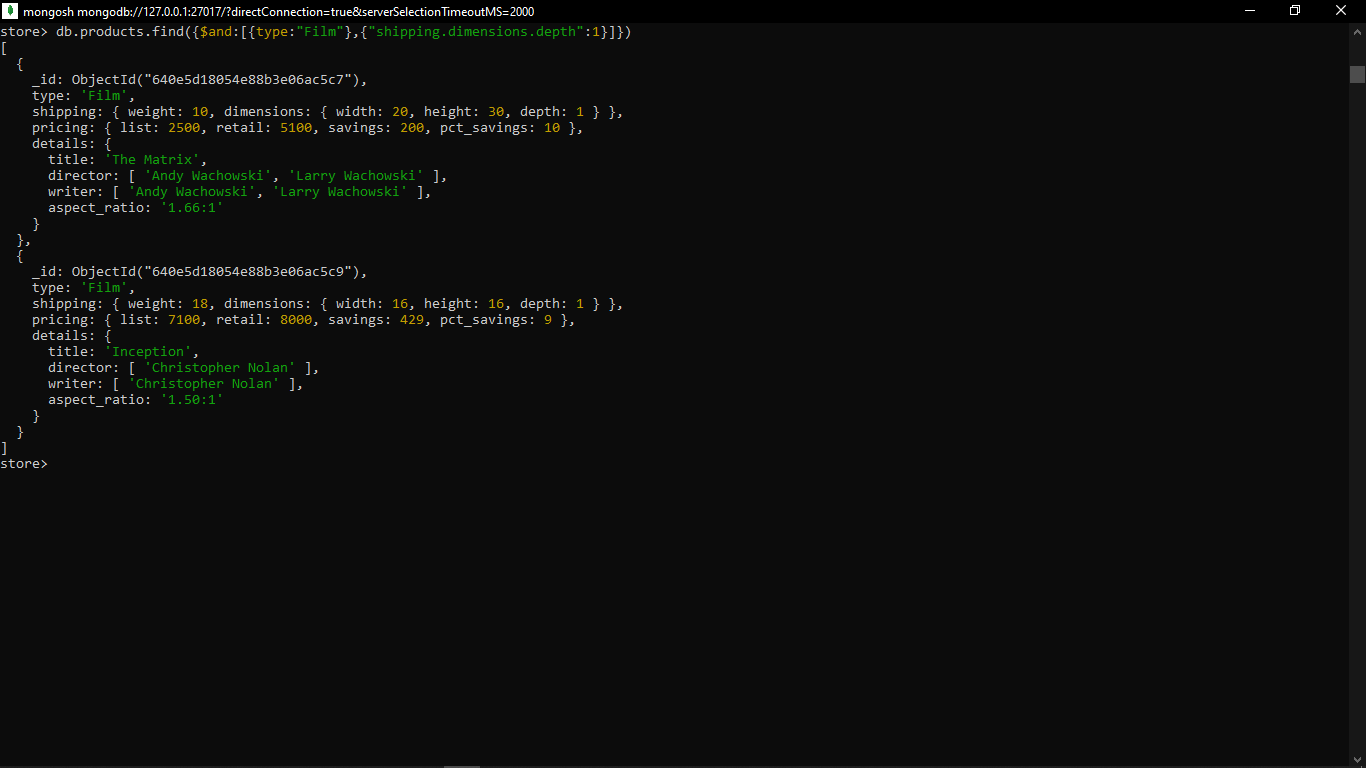 mongosh mongodb://127.0.0.1:27017/?directConnection=true&serverSelectionTimeoutMS=2000
store> db.products.find({$and:[{type:"Film"},{"shipping.dimensions.depth":1}]})
[
  {
    _id: ObjectId("640e5d18054e88b3e06ac5c7"),
    type: 'Film',
    shipping: { weight: 10, dimensions: { width: 20, height: 30, depth: 1 } },
    pricing: { list: 2500, retail: 5100, savings: 200, pct_savings: 10 },
    details: {
      title: 'The Matrix',
      director: [ 'Andy Wachowski', 'Larry Wachowski' ],
      writer: [ 'Andy Wachowski', 'Larry Wachowski' ],
      aspect_ratio: '1.66:1'
    }
  },
  {
    _id: ObjectId("640e5d18054e88b3e06ac5c9"),
    type: 'Film',
    shipping: { weight: 18, dimensions: { width: 16, height: 16, depth: 1 } },
    pricing: { list: 7100, retail: 8000, savings: 429, pct_savings: 9 },
    details: {
      title: 'Inception',
      director: [ 'Christopher Nolan' ],
      writer: [ 'Christopher Nolan' ],
      aspect_ratio: '1.50:1'
    }
  }
]
store>